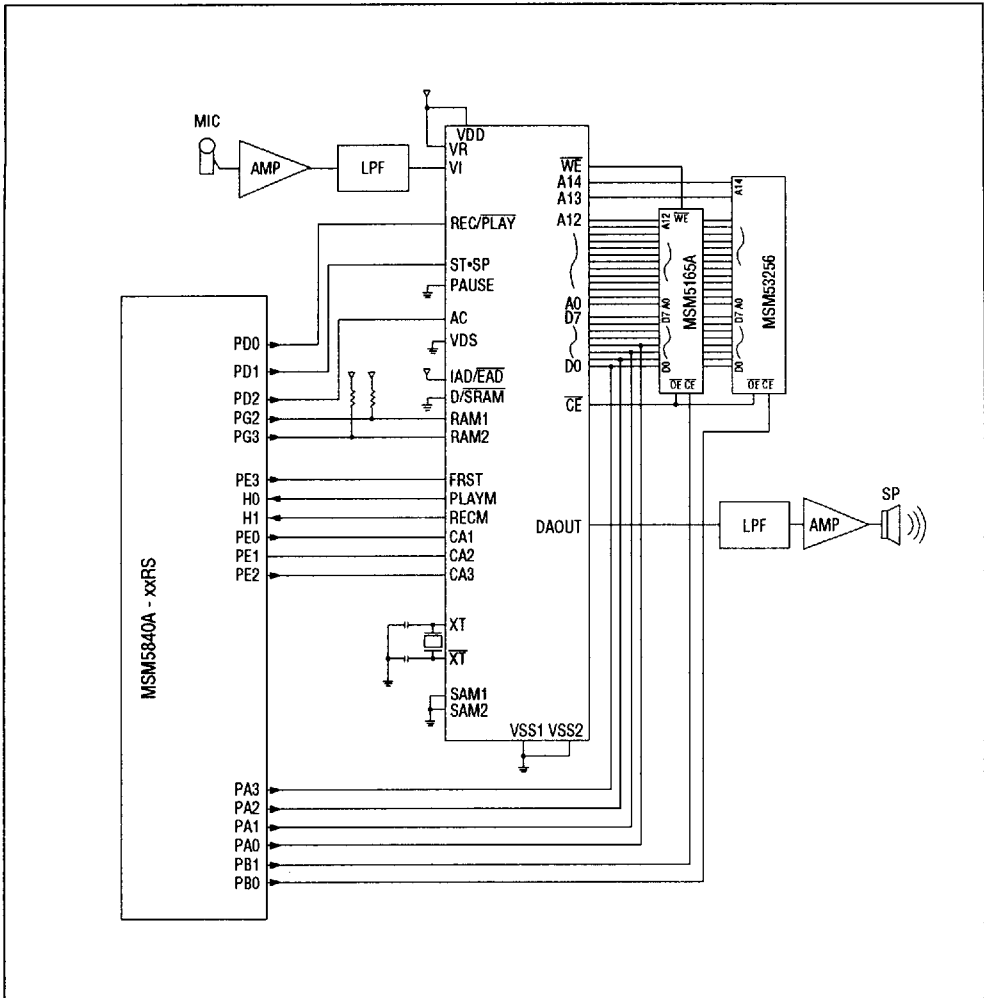 MIC
AMP
LPF
VDD
VR
VI
REC/PLAY
ST•SP
PAUSE
AC
VDS
IAD/EAD
D/SRAM
RAM1
RAM2
FRST
PLAYM
RECM
CA1
CA2
CA3
XT
XT
SAM1
SAM2
VSS1 VSS2
WE
A14
A13
A12
A0
D7
D0
CE
DAOUT
A12 WE
A0
D7
D0
OE CE
MSM5165A
A14
A0
D7
D0
OE CE
MSM53256
LPF
AMP
SP
PD0
PD1
PD2
PG2
PG3
PE3
H0
H1
PE0
PE1
PE2
MSM5840A - xxRS
PA3
PA2
PA1
PA0
PB1
PB0